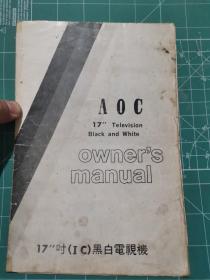 AOC
17" Television
Black and White
owner's
manual
17"吋(IC)黑白電視機